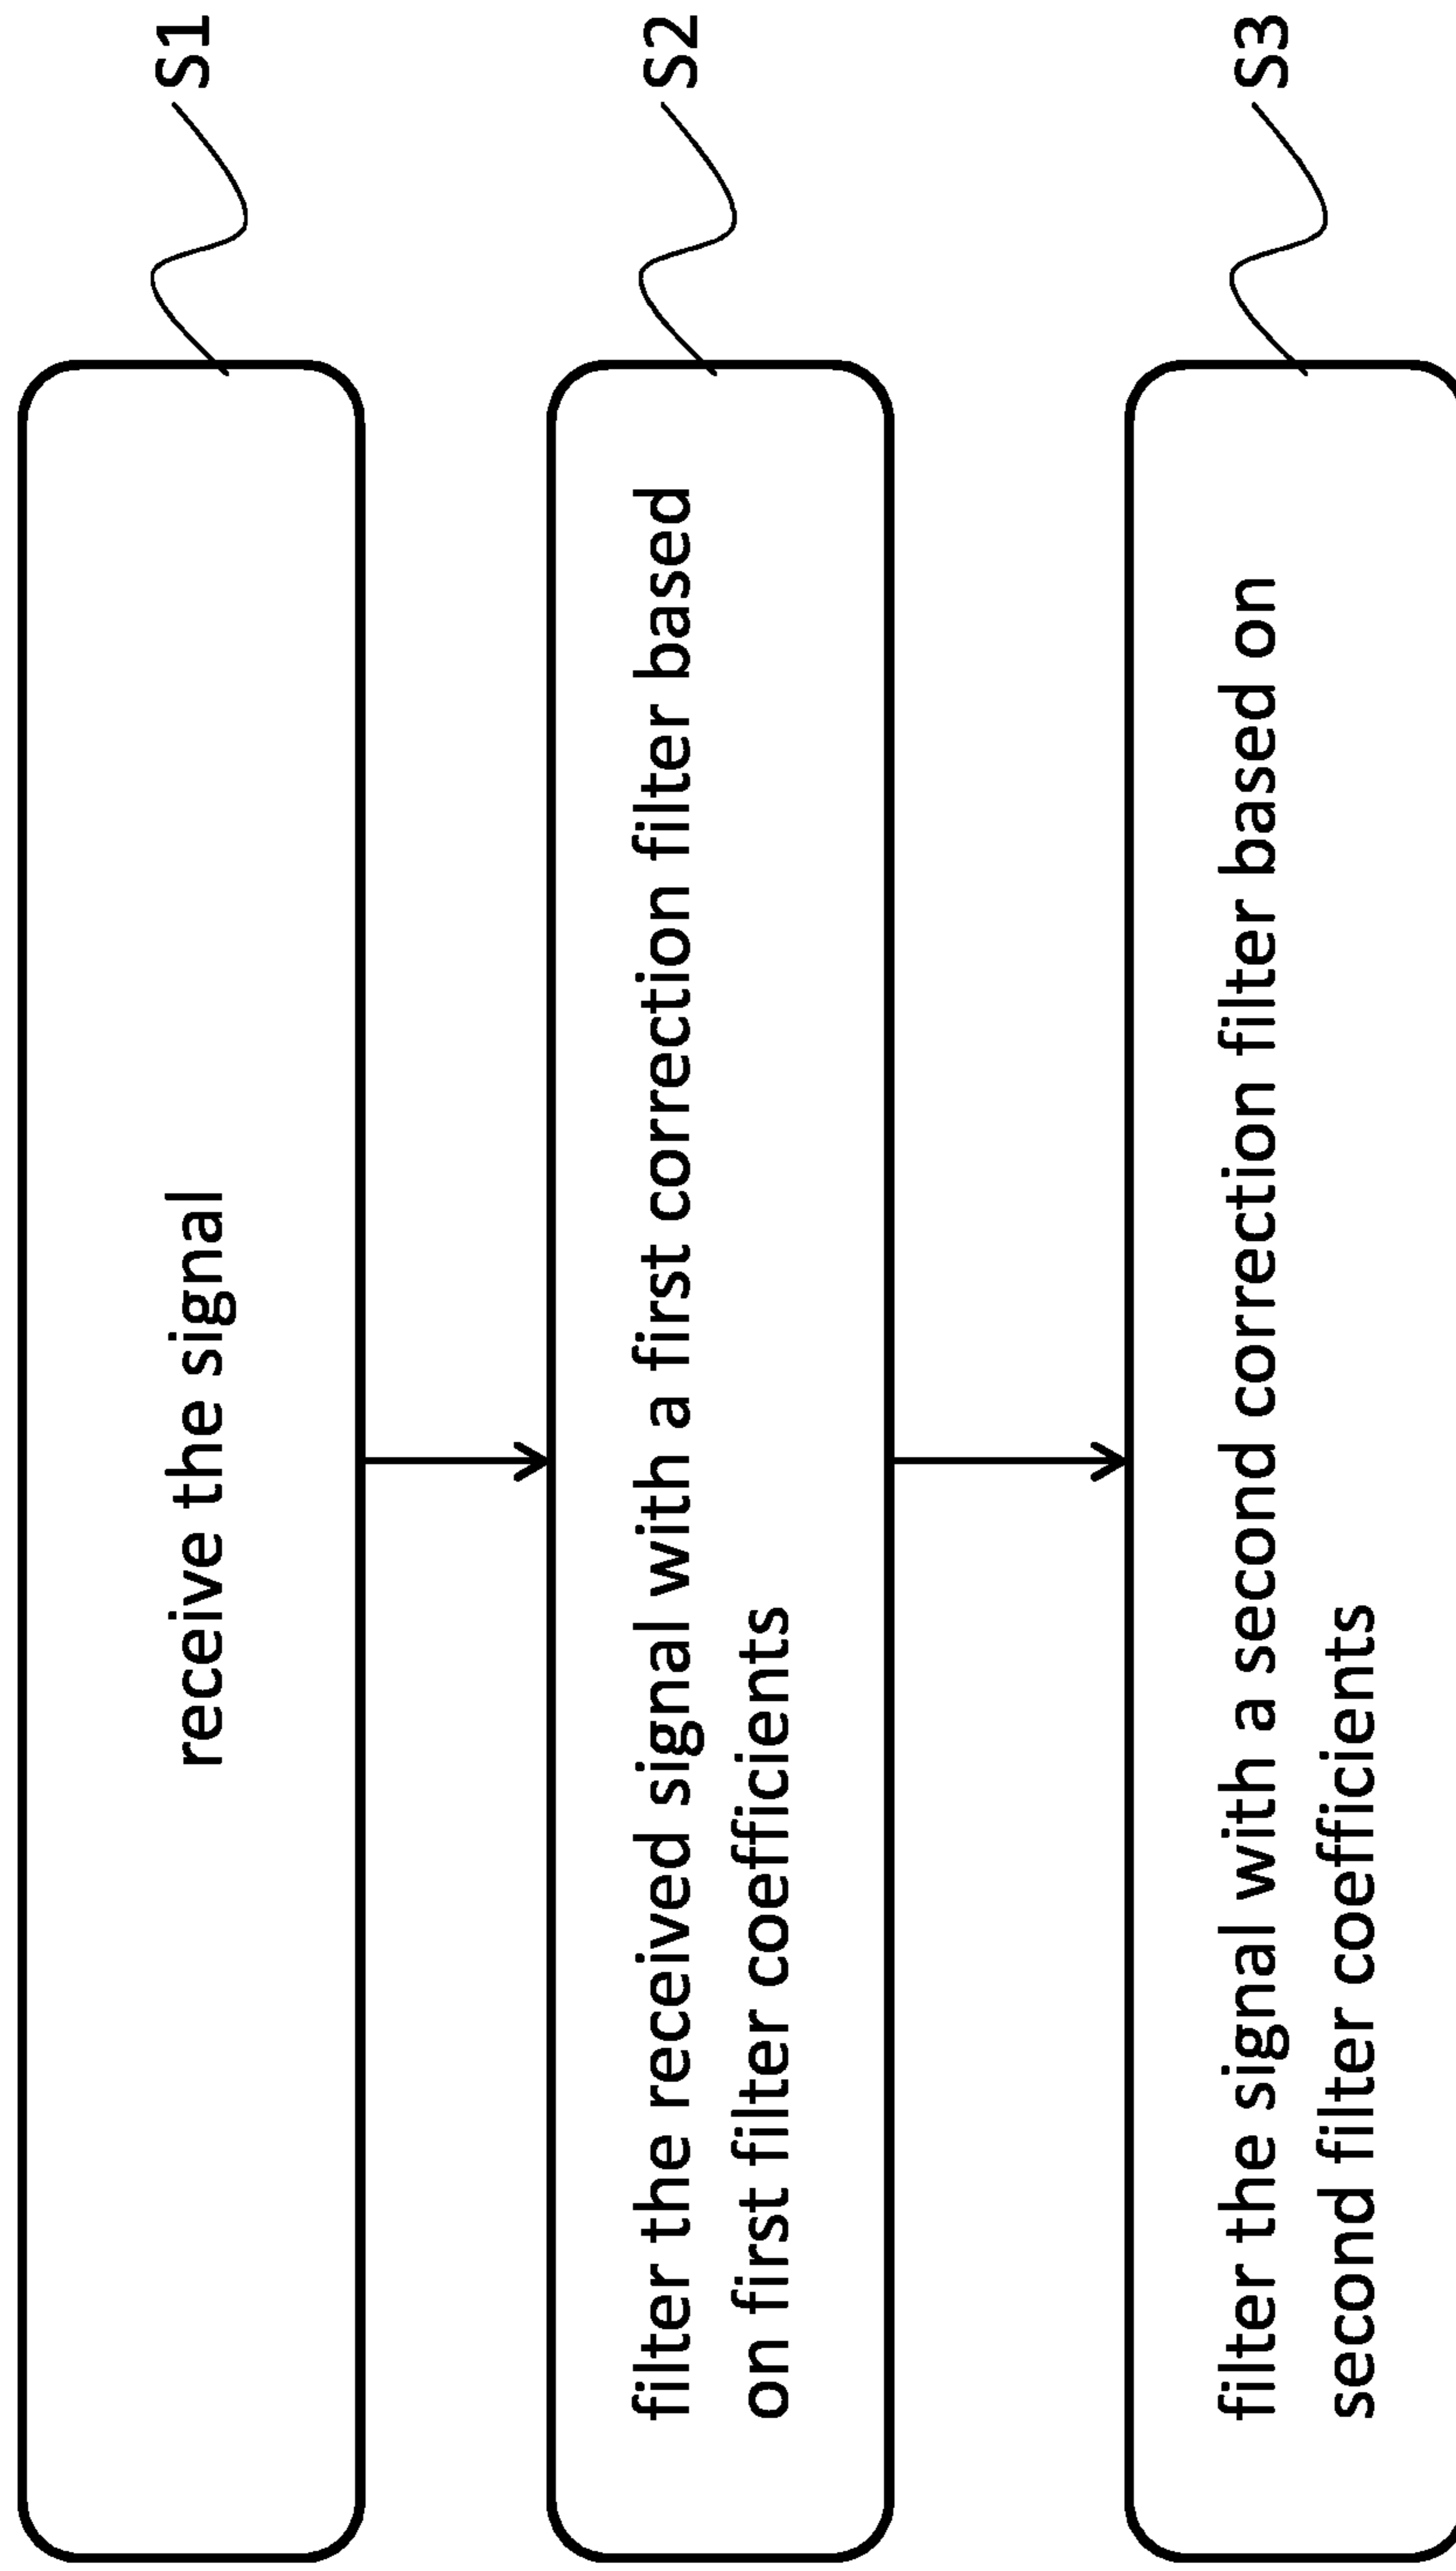 receive the signal
S1
filter the received signal with a first correction filter based
on first filter coefficients
S2
filter the signal with a second correction filter based on
second filter coefficients
S3